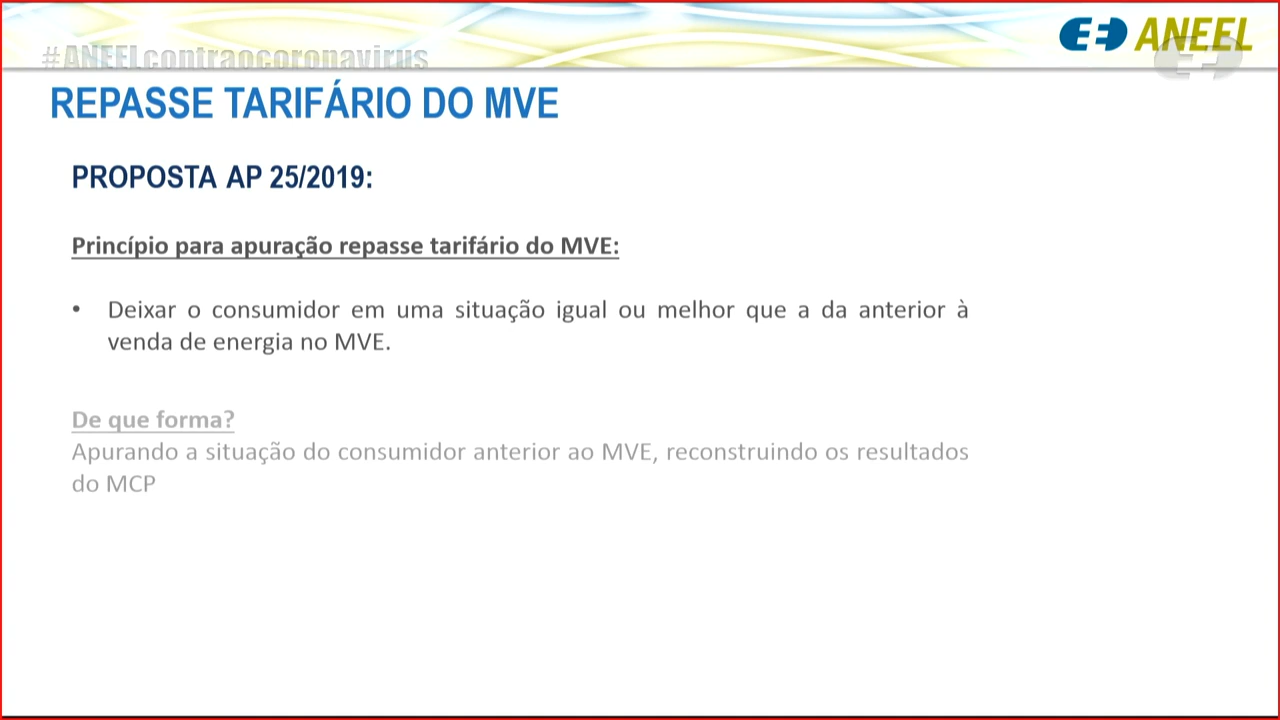 #ANEELcontraocoronavirus
ANEEL
REPASSE TARIFÁRIO DO MVE
PROPOSTA AP 25/2019:
Princípio para apuração repasse tarifário do MVE:
• Deixar o consumidor em uma situação igual ou melhor que a da anterior à
venda de energia no MVE.
De que forma?
Apurando a situação do consumidor anterior ao MVE, reconstruindo os resultados
do MCP